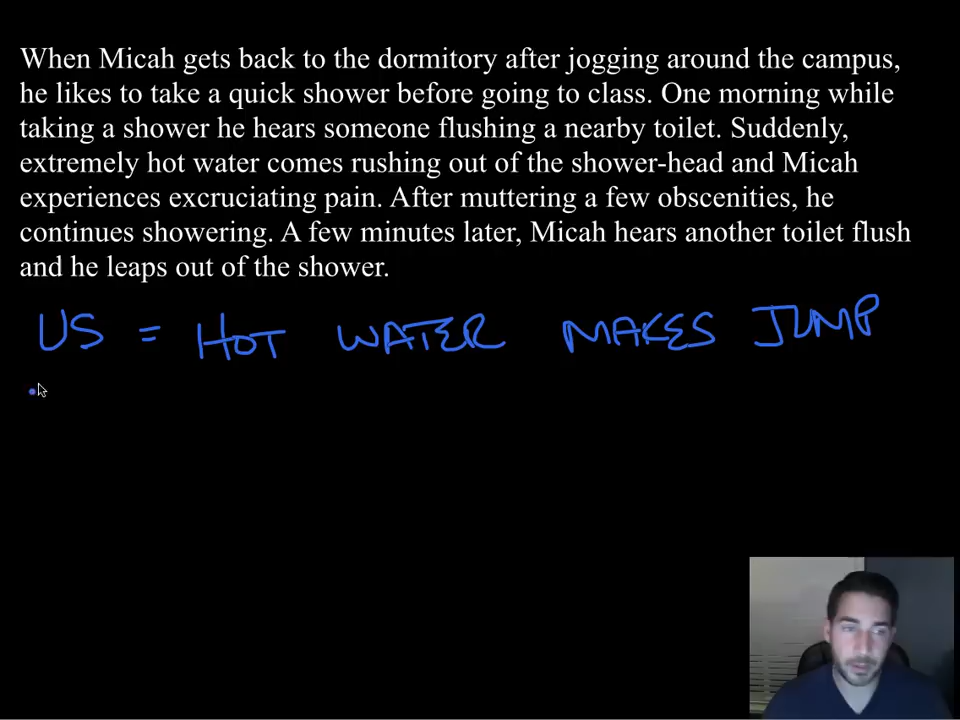 When Micah gets back to the dormitory after jogging around the campus,
he likes to take a quick shower before going to class. One morning while
taking a shower he hears someone flushing a nearby toilet. Suddenly,
extremely hot water comes rushing out of the shower-head and Micah
experiences excruciating pain. After muttering a few obscenities, he
continues showering. A few minutes later, Micah hears another toilet flush
and he leaps out of the shower.
US = HOT WATER MAKES JUMP